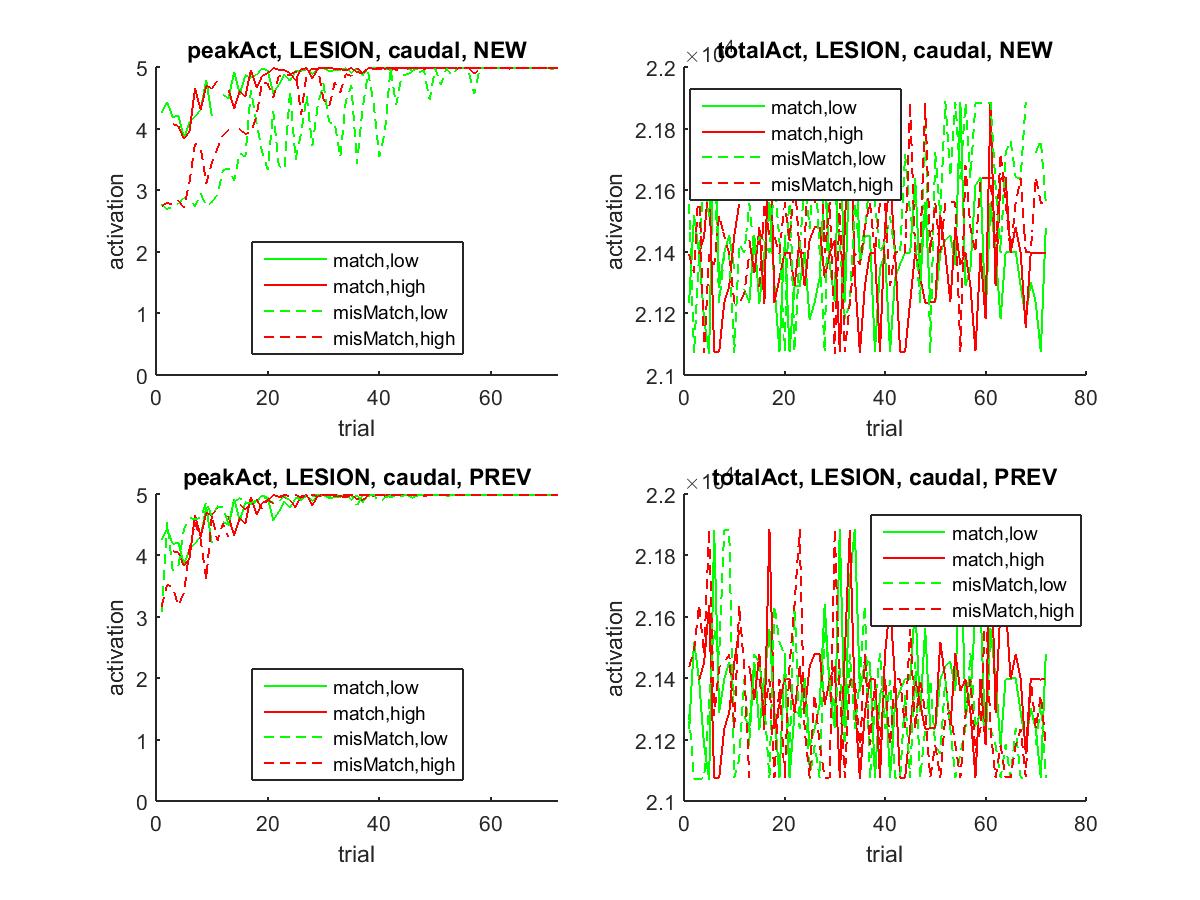 peakAct, LESION, caudal, NEW
5
4
3
2
1
0
activation
match,low
match,high
misMatch,low
misMatch,high
0 20 40 60
trial
totalAct, LESION, caudal, NEW
2.2
2.18
2.16
2.14
2.12
2.1
activation
match,low
match,high
misMatch,low
misMatch,high
0 20 40 60 80
trial
peakAct, LESION, caudal, PREV
5
4
3
2
1
0
activation
match,low
match,high
misMatch,low
misMatch,high
0 20 40 60
trial
totalAct, LESION, caudal, PREV
2.2
2.18
2.16
2.14
2.12
2.1
activation
match,low
match,high
misMatch,low
misMatch,high
0 20 40 60 80
trial